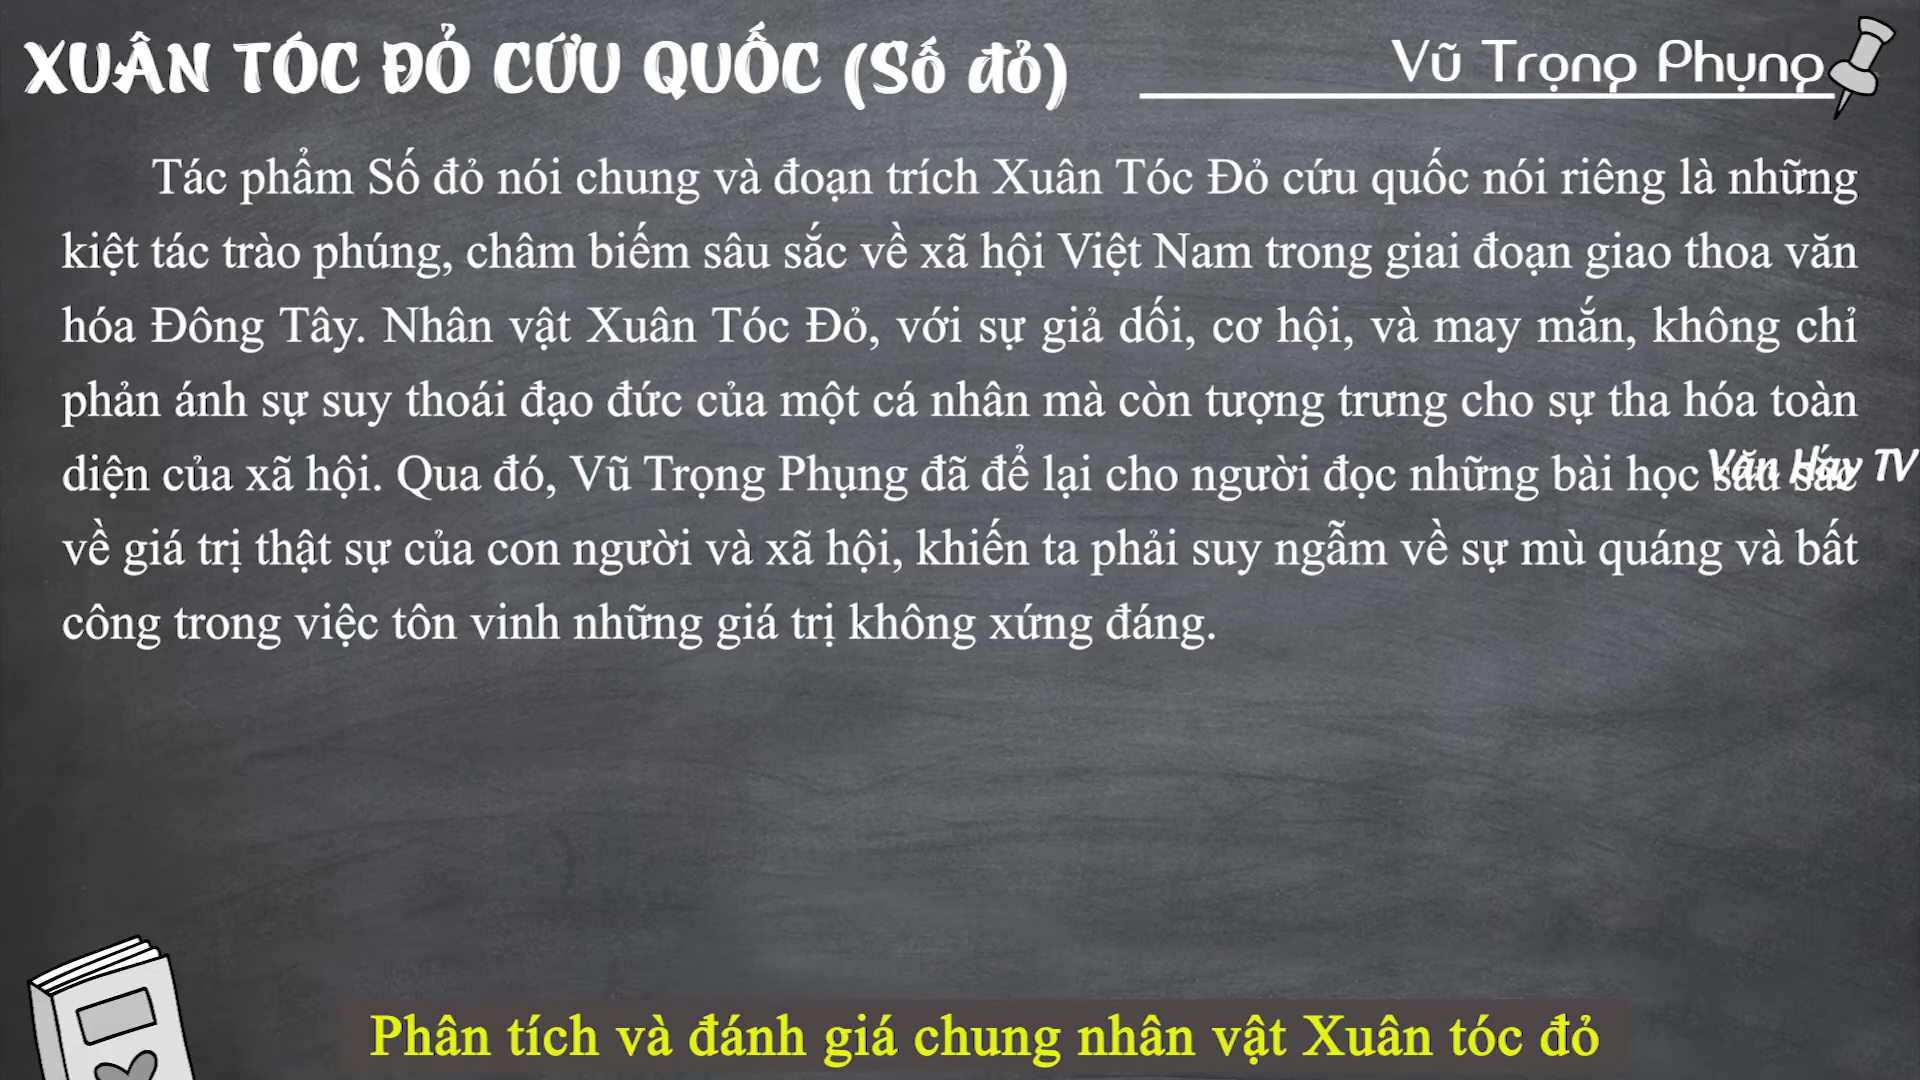 XUÂN TÓC ĐỎ CỨU QUỐC (Số đỏ)
Vũ Trọng Phụng
Tác phẩm Số đỏ nói chung và đoạn trích Xuân Tóc Đỏ cứu quốc nói riêng là những
kiệt tác trào phúng, châm biếm sâu sắc về xã hội Việt Nam trong giai đoạn giao thoa văn
hóa Đông Tây. Nhân vật Xuân Tóc Đỏ, với sự giả dối, cơ hội, và may mắn, không chỉ
phản ánh sự suy thoái đạo đức của một cá nhân mà còn tượng trưng cho sự tha hóa toàn
diện của xã hội. Qua đó, Vũ Trọng Phụng đã để lại cho người đọc những bài học sâu sắc
Văn Hay TV
về giá trị thật sự của con người và xã hội, khiến ta phải suy ngẫm về sự mù quáng và bất
công trong việc tôn vinh những giá trị không xứng đáng.
Phân tích và đánh giá chung nhân vật Xuân tóc đỏ